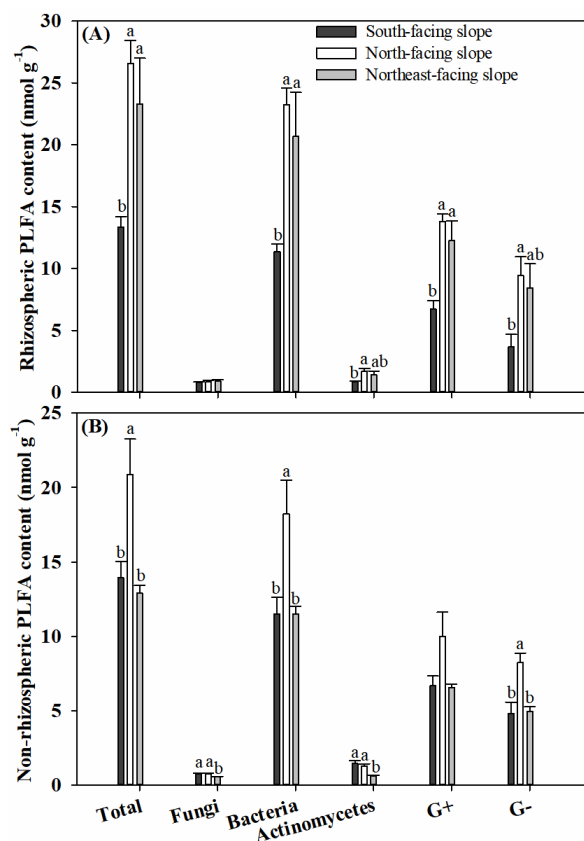 (A)
South-facing slope
North-facing slope
Northeast-facing slope
Rhizospheric PLFA content (nmol g⁻¹)
30
25
20
15
10
5
0
b a a
b a a
b a ab
b a a
b a ab
(B)
Non-rhizospheric PLFA content (nmol g⁻¹)
25
20
15
10
5
0
b a b
a a b
b a b
a a b
b a b
Total Fungi Bacteria Actinomycetes G+ G-